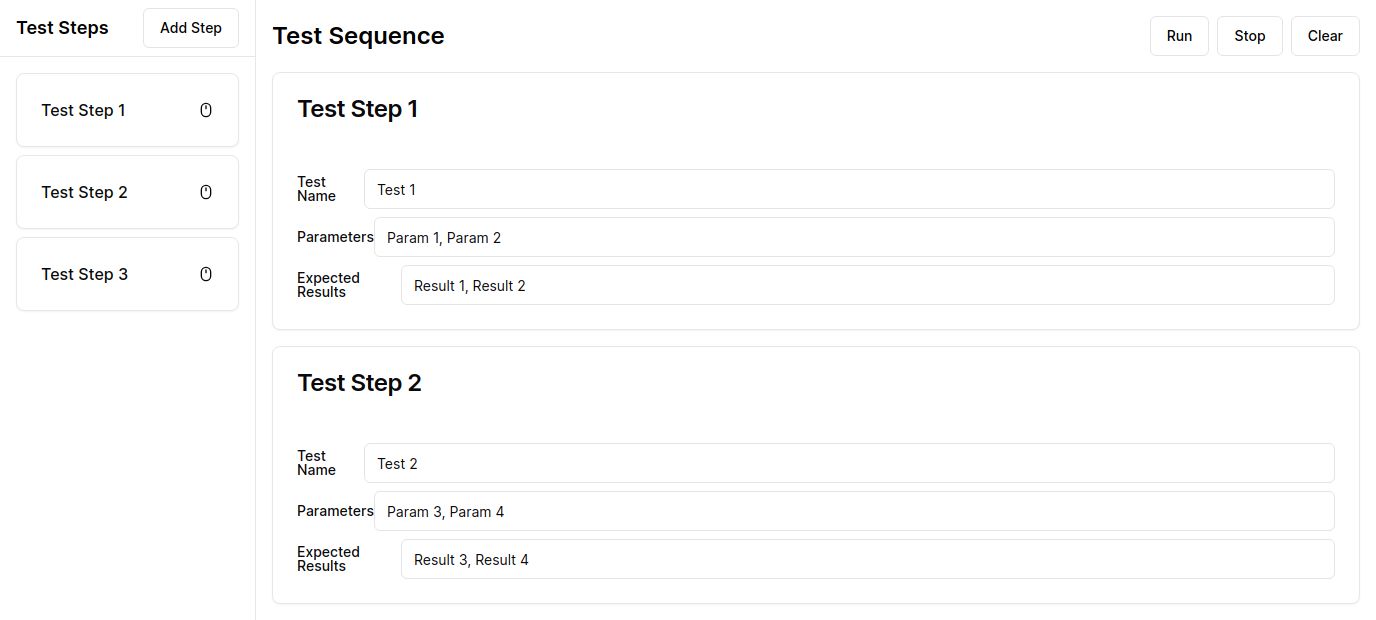 Test Steps
Add Step
Test Step 1
Test Step 2
Test Step 3
Test Sequence
Run
Stop
Clear
Test Step 1
Test
Name
Test 1
Parameters
Param 1, Param 2
Expected
Results
Result 1, Result 2
Test Step 2
Test
Name
Test 2
Parameters
Param 3, Param 4
Expected
Results
Result 3, Result 4